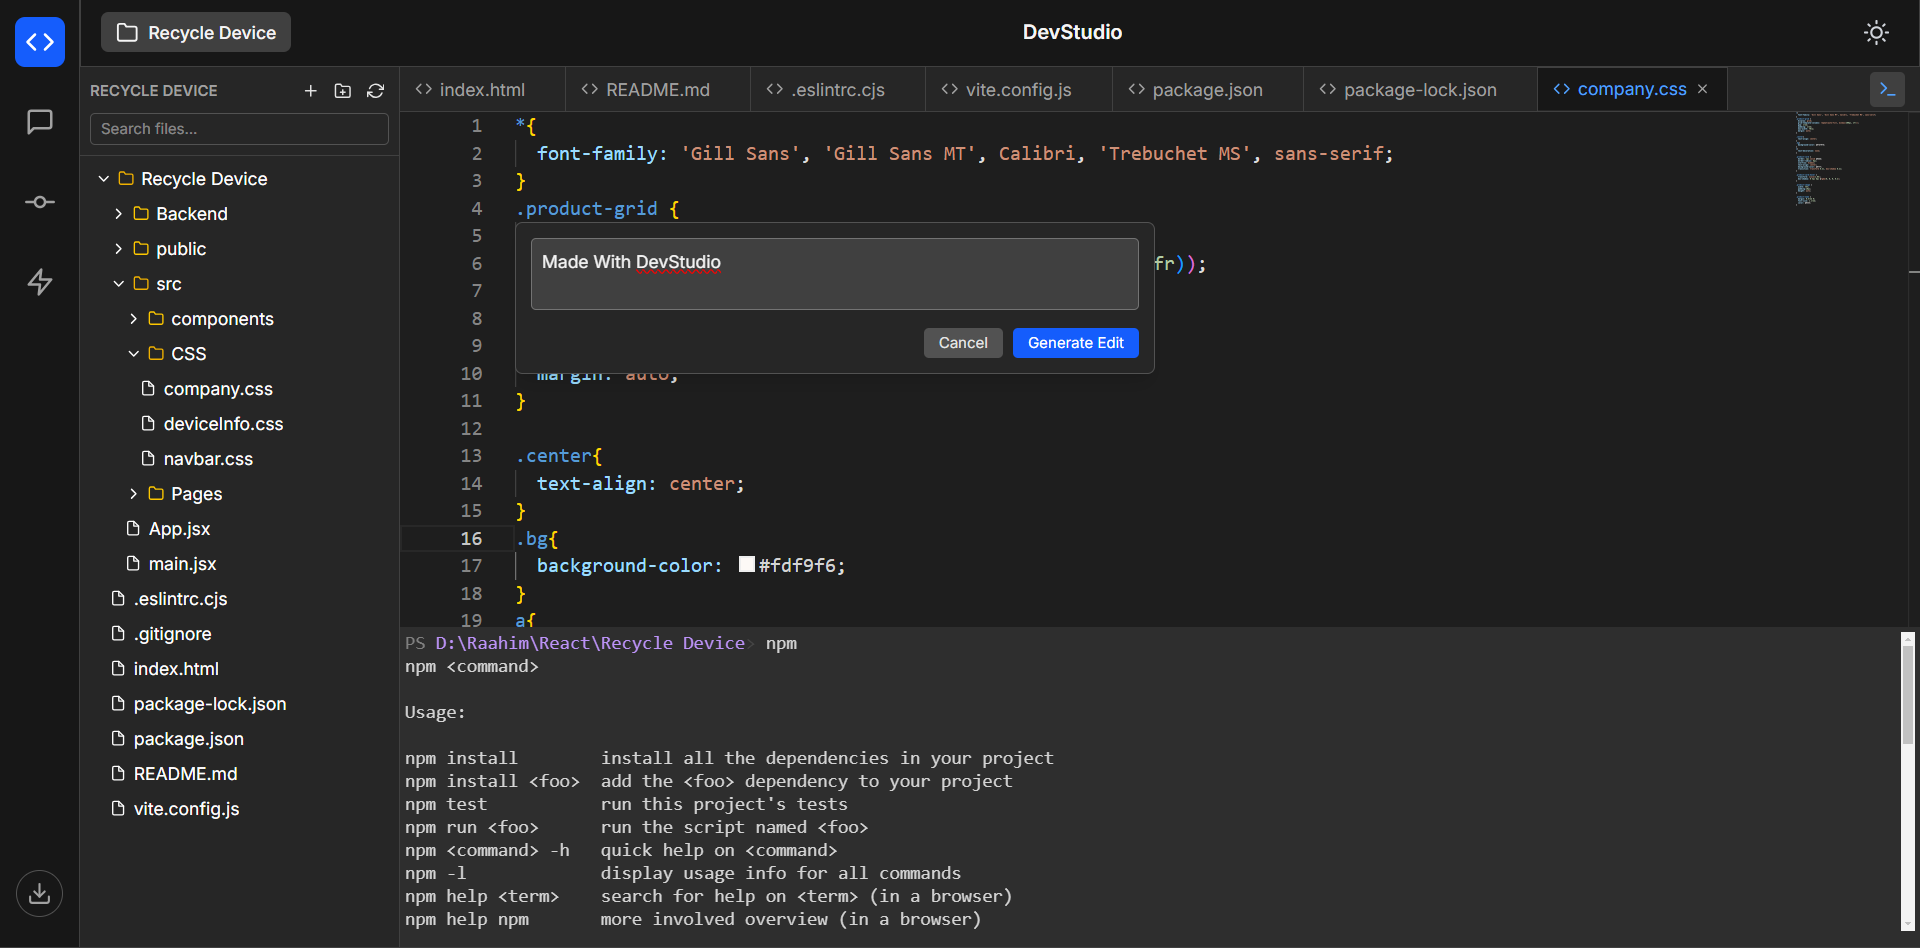 Recycle Device
DevStudio
RECYCLE DEVICE
Search files...
Recycle Device
Backend
public
src
components
CSS
company.css
deviceInfo.css
navbar.css
Pages
App.jsx
main.jsx
.eslintrc.cjs
.gitignore
index.html
package-lock.json
package.json
README.md
vite.config.js
index.html README.md .eslintrc.cjs vite.config.js package.json package-lock.json company.css
1 *{
2 font-family: 'Gill Sans', 'Gill Sans MT', Calibri, 'Trebuchet MS', sans-serif;
3 }
4 .product-grid {
5
6 fr));
7
8
9
10 margin: auto;
11 }
12
13 .center{
14 text-align: center;
15 }
16 .bg{
17 background-color: #fdf9f6;
18 }
19 a{
Made With DevStudio
Cancel Generate Edit
PS D:\Raahim\React\Recycle Device> npm
npm <command>
Usage:
npm install install all the dependencies in your project
npm install <foo> add the <foo> dependency to your project
npm test run this project's tests
npm run <foo> run the script named <foo>
npm <command> -h quick help on <command>
npm -l display usage info for all commands
npm help <term> search for help on <term> (in a browser)
npm help npm more involved overview (in a browser)